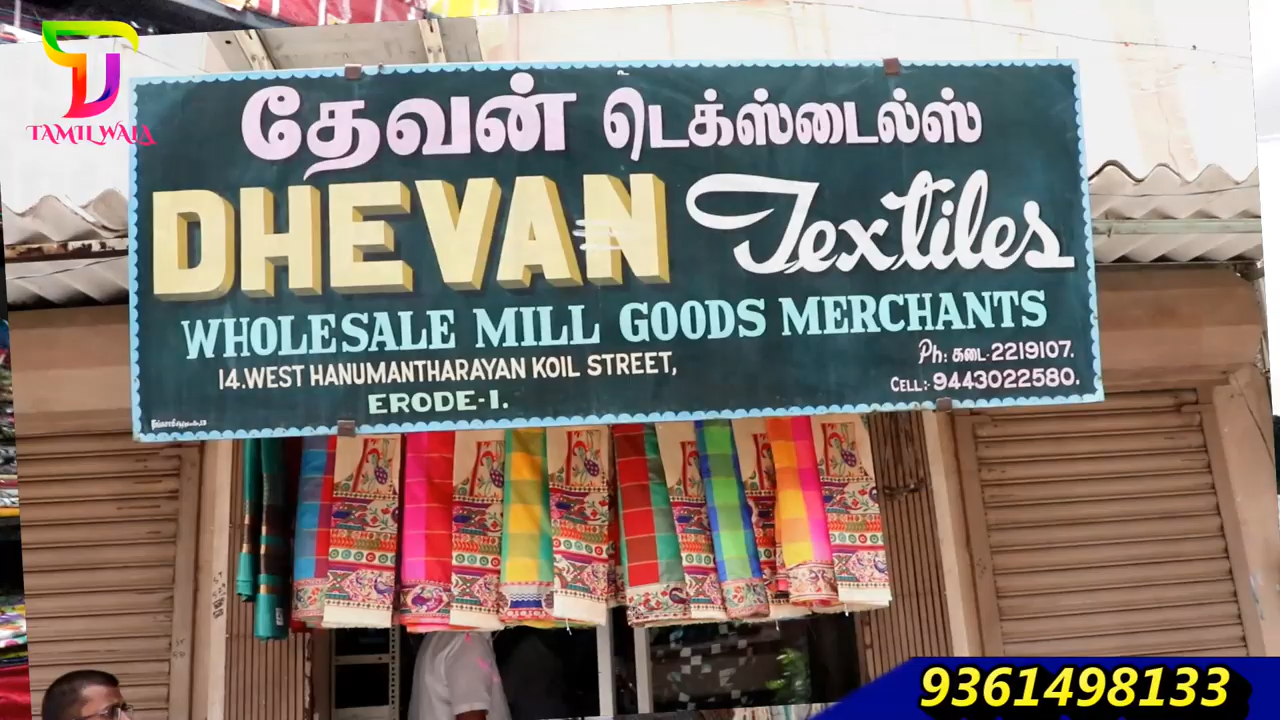 TAMILWALA
தேவன் டெக்ஸ்டைல்ஸ்
DHEVAN Textiles
WHOLESALE MILL GOODS MERCHANTS
14.WEST HANUMANTHARAYAN KOIL STREET,
ERODE-1.
Ph: கடை-2219107.
CELL:-9443022580.
9361498133